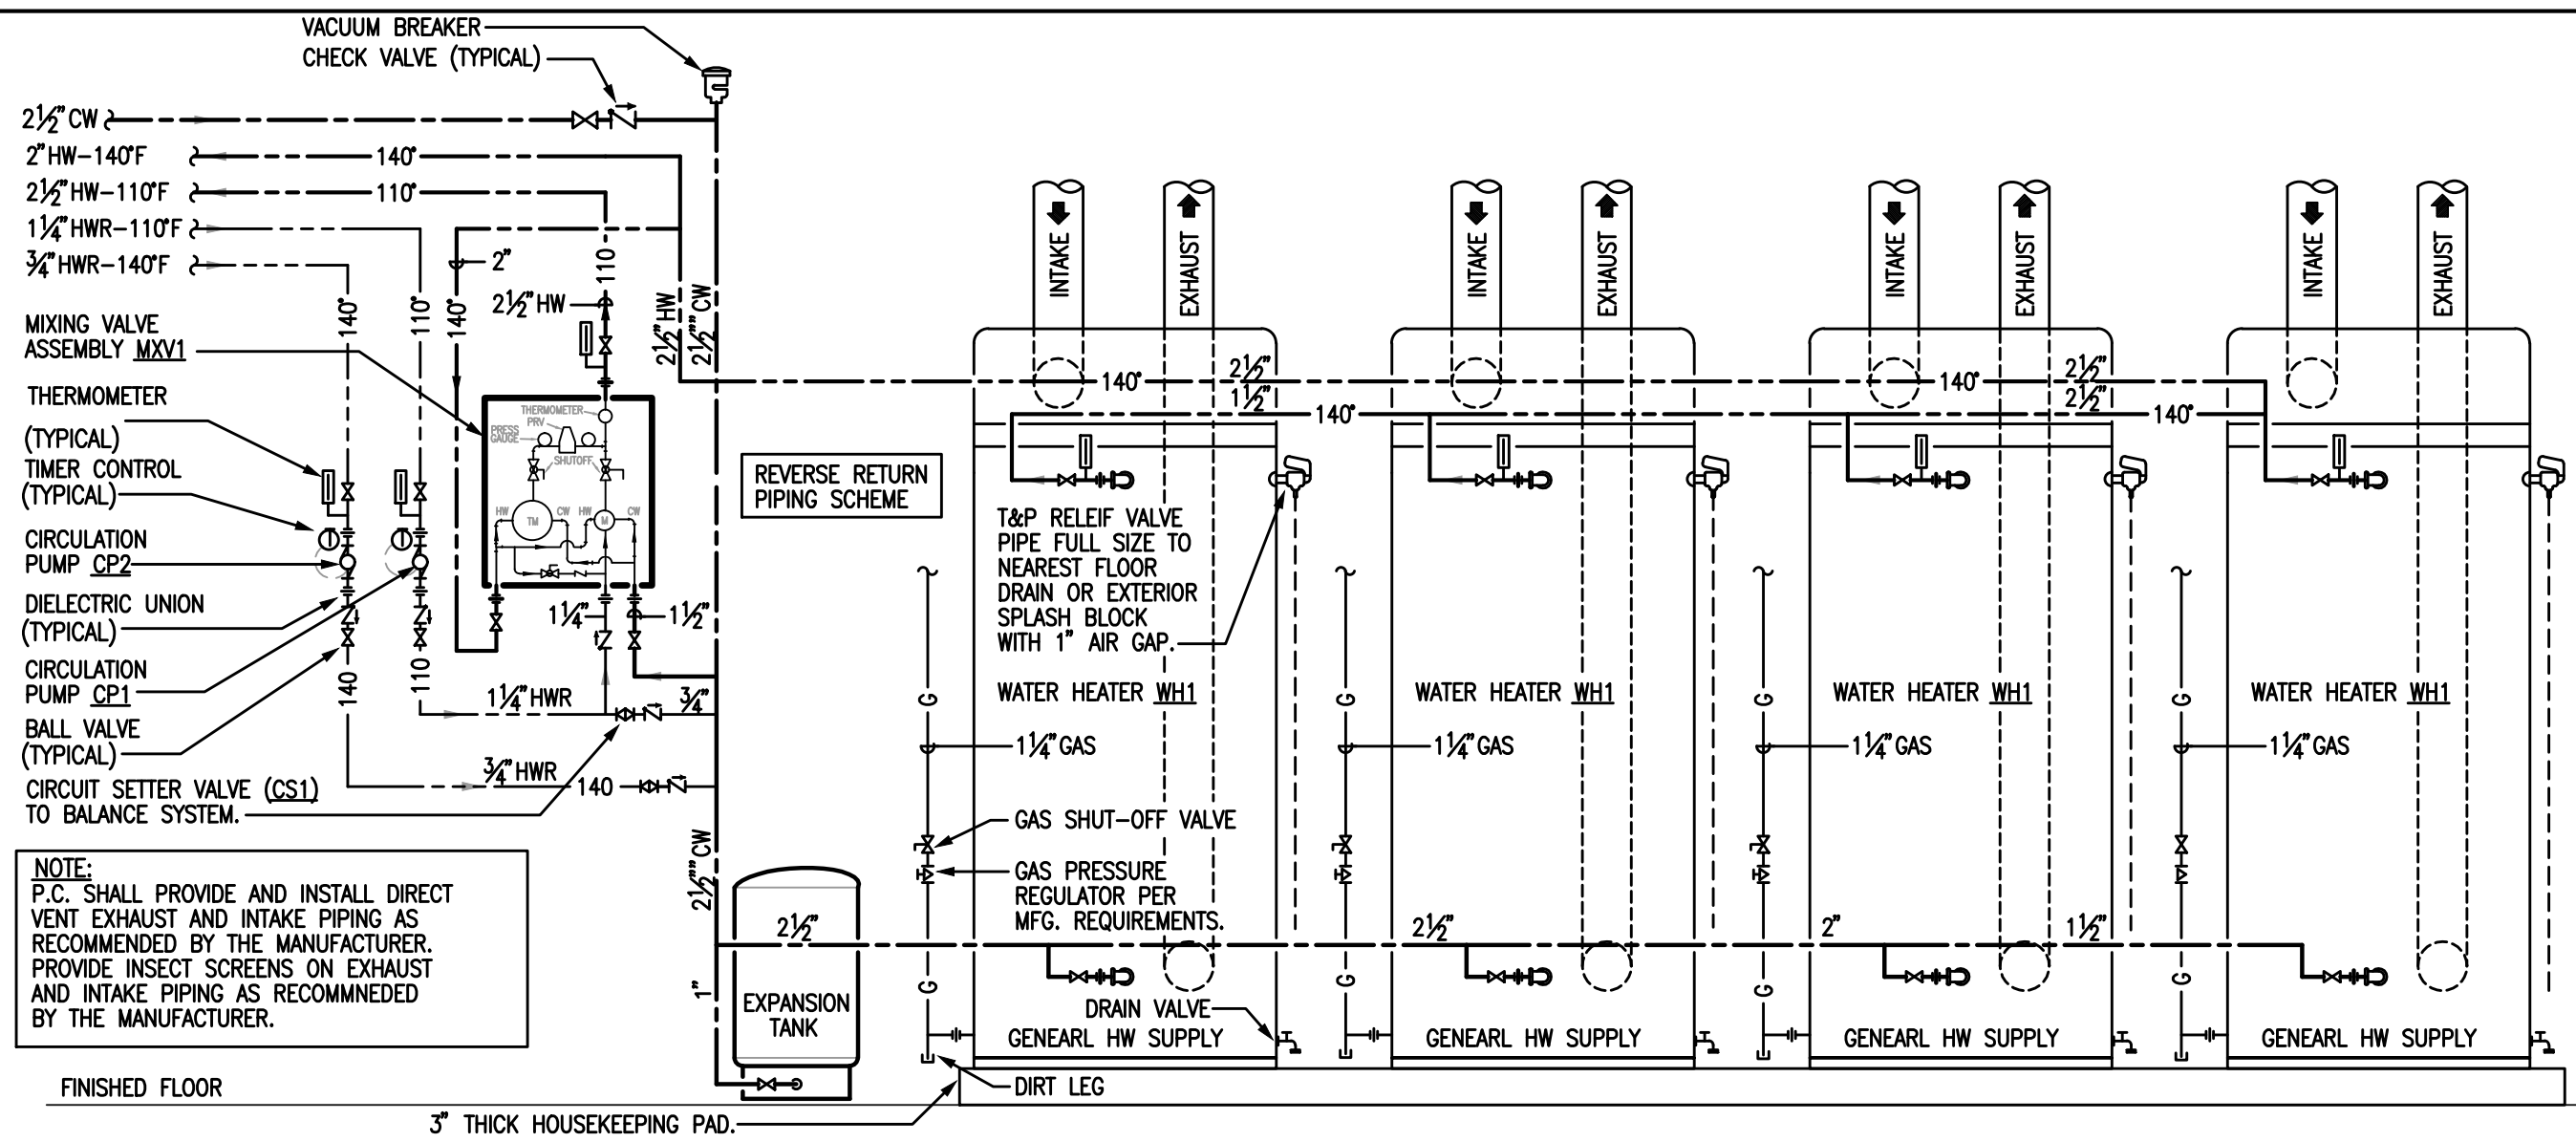 VACUUM BREAKER
CHECK VALVE (TYPICAL)
2½" CW
2" HW-140°F
140°
2½" HW-110°F
110°
1¼" HWR-110°F
¾" HWR-140°F
140°
110°
140°
2"
110
2½" HW
2½" HW
2½" CW
MIXING VALVE
ASSEMBLY MXV1
THERMOMETER
(TYPICAL)
TIMER CONTROL
(TYPICAL)
CIRCULATION
PUMP CP2
DIELECTRIC UNION
(TYPICAL)
CIRCULATION
PUMP CP1
BALL VALVE
(TYPICAL)
CIRCUIT SETTER VALVE (CS1)
TO BALANCE SYSTEM.
THERMOMETER
PRV
PRESS
GAUGE
SHUTOFF
HW
TM
CW
HW
M
CW
1¼"
1½"
140
110
1¼" HWR
¾"
¾" HWR
140
2½" CW
1"
REVERSE RETURN
PIPING SCHEME
NOTE:
P.C. SHALL PROVIDE AND INSTALL DIRECT
VENT EXHAUST AND INTAKE PIPING AS
RECOMMENDED BY THE MANUFACTURER.
PROVIDE INSECT SCREENS ON EXHAUST
AND INTAKE PIPING AS RECOMMNEDED
BY THE MANUFACTURER.
FINISHED FLOOR
3" THICK HOUSEKEEPING PAD.
2½"
EXPANSION
TANK
INTAKE
EXHAUST
INTAKE
EXHAUST
INTAKE
EXHAUST
INTAKE
EXHAUST
140°
2½"
140°
2½"
1½"
140°
2½"
140°
T&P RELEIF VALVE
PIPE FULL SIZE TO
NEAREST FLOOR
DRAIN OR EXTERIOR
SPLASH BLOCK
WITH 1" AIR GAP.
WATER HEATER WH1
WATER HEATER WH1
WATER HEATER WH1
WATER HEATER WH1
G
G
G
G
1¼" GAS
1¼" GAS
1¼" GAS
1¼" GAS
GAS SHUT-OFF VALVE
GAS PRESSURE
REGULATOR PER
MFG. REQUIREMENTS.
2½"
2"
1½"
G
G
G
G
DRAIN VALVE
GENEARL HW SUPPLY
GENEARL HW SUPPLY
GENEARL HW SUPPLY
GENEARL HW SUPPLY
DIRT LEG